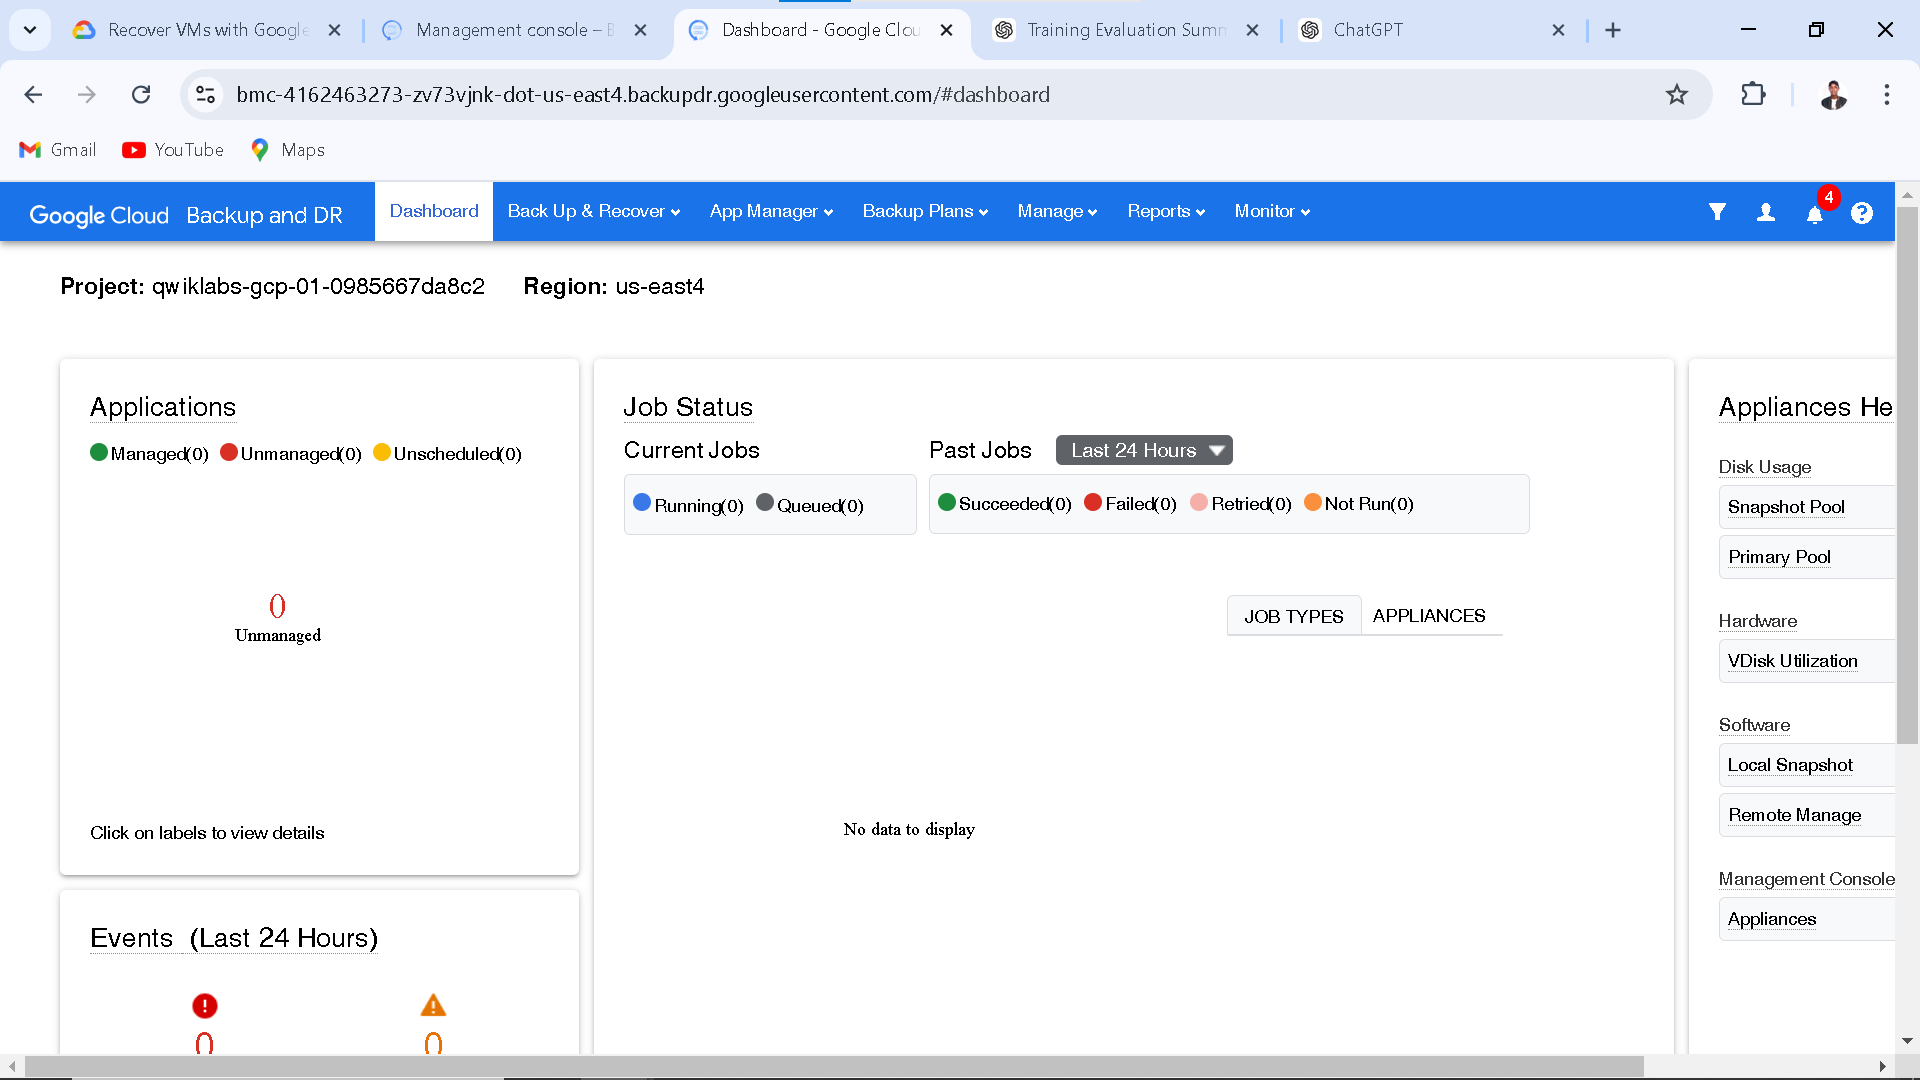 Recover VMs with Google
Management console – B
Dashboard - Google Clou
Training Evaluation Summ
ChatGPT
bmc-4162463273-zv73vjnk-dot-us-east4.backupdr.googleusercontent.com/#dashboard
Gmail
YouTube
Maps
Google Cloud Backup and DR
Dashboard
Back Up & Recover
App Manager
Backup Plans
Manage
Reports
Monitor
4
Project: qwiklabs-gcp-01-0985667da8c2 Region: us-east4
Applications
Managed(0) Unmanaged(0) Unscheduled(0)
0
Unmanaged
Click on labels to view details
Events (Last 24 Hours)
0
0
Job Status
Current Jobs
Running(0) Queued(0)
Past Jobs Last 24 Hours
Succeeded(0) Failed(0) Retried(0) Not Run(0)
JOB TYPES APPLIANCES
No data to display
Appliances He
Disk Usage
Snapshot Pool
Primary Pool
Hardware
VDisk Utilization
Software
Local Snapshot
Remote Manage
Management Console
Appliances